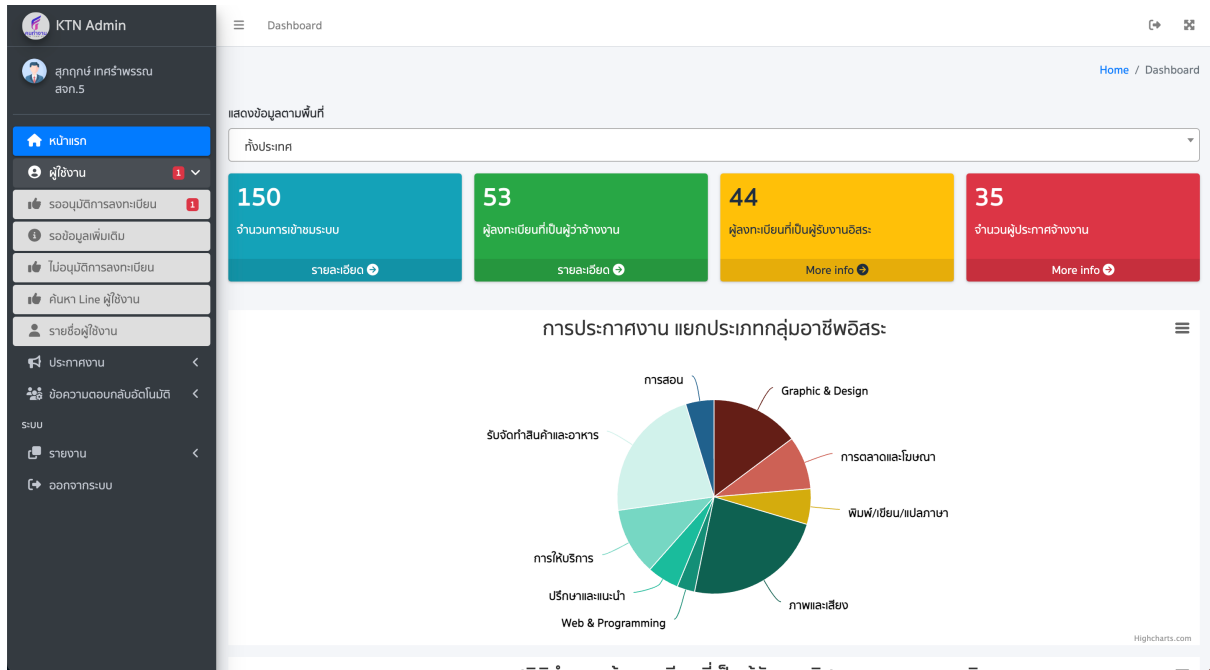 KTN Admin
Dashboard
Home / Dashboard
สุกฤกษ์ เทศรำพรรณ
สจก.5
หน้าแรก
ผู้ใช้งาน 1
รออนุมัติการลงทะเบียน 1
รอข้อมูลเพิ่มเติม
ไม่อนุมัติการลงทะเบียน
ค้นหา Line ผู้ใช้งาน
รายชื่อผู้ใช้งาน
ประกาศงาน
ข้อความตอบกลับอัตโนมัติ
ระบบ
รายงาน
ออกจากระบบ
แสดงข้อมูลตามพื้นที่
ทั้งประเทศ
150
จำนวนการเข้าชมระบบ
รายละเอียด
53
ผู้ลงทะเบียนที่เป็นผู้ว่าจ้างงาน
รายละเอียด
44
ผู้ลงทะเบียนที่เป็นผู้รับงานอิสระ
More info
35
จำนวนผู้ประกาศจ้างงาน
More info
การประกาศงาน แยกประเภทกลุ่มอาชีพอิสระ
การสอน
Graphic & Design
รับจัดทำสินค้าและอาหาร
การตลาดและโฆษณา
พิมพ์/เขียน/แปลภาษา
การให้บริการ
ปรึกษาและแนะนำ
ภาพและเสียง
Web & Programming
Highcharts.com